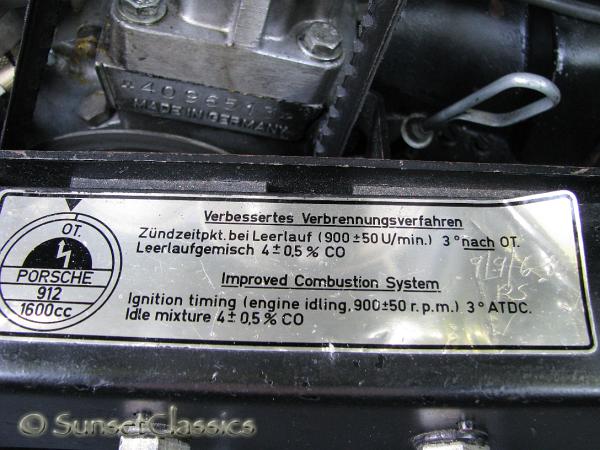 MADE IN GERMANY
OT.
PORSCHE
912
1600cc
Verbessertes Verbrennungsverfahren
Zündzeitpkt. bei Leerlauf (900 ±50 U/min.) 3° nach OT.
Leerlaufgemisch 4 ± 0,5 % CO
Improved Combustion System
Ignition timing (engine idling, 900±50 r.p.m.) 3° ATDC.
Idle mixture 4 ± 0,5 % CO
RS
© SunsetClassics